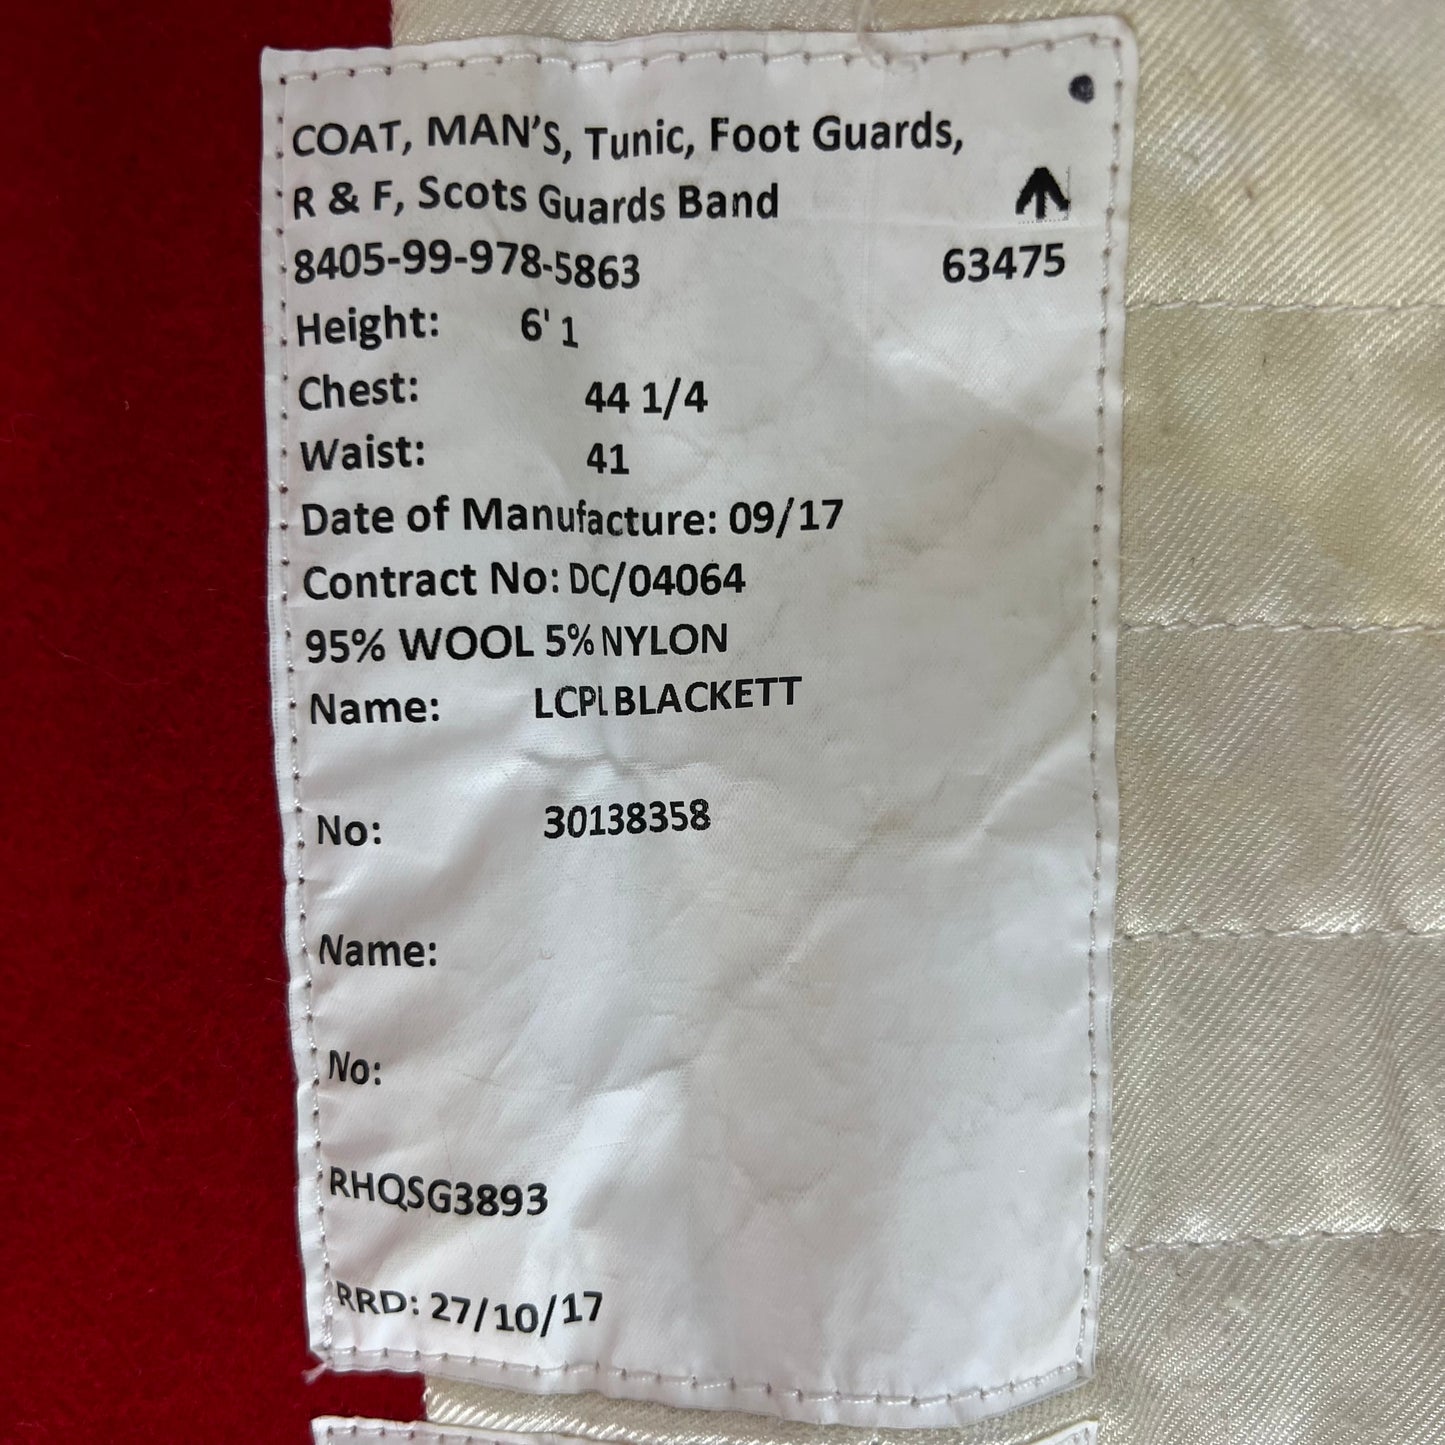 COAT, MAN'S, Tunic, Foot Guards,
R & F, Scots Guards Band
8405-99-978-5863 63475
Height: 6' 1
Chest: 44 1/4
Waist: 41
Date of Manufacture: 09/17
Contract No: DC/04064
95% WOOL 5% NYLON
Name: LCPL BLACKETT
No: 30138358
Name:
No:
RHQSG3893
RRD: 27/10/17